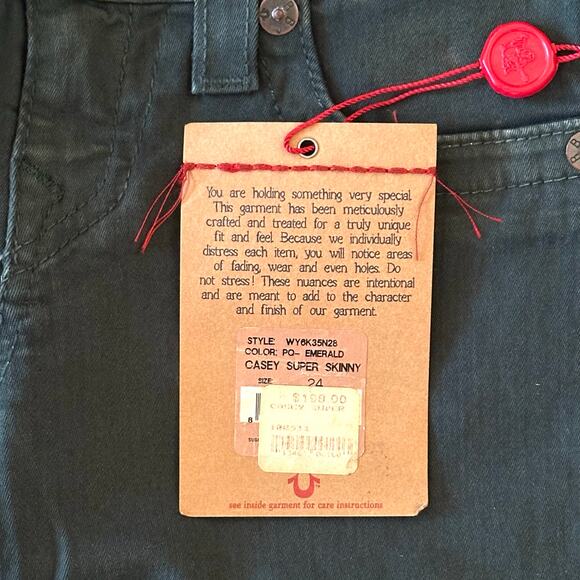 You are holding something very special.
This garment has been meticulously
crafted and treated for a truly unique
fit and feel. Because we individually
distress each item, you will notice areas
of fading, wear and even holes. Do
not stress! These nuances are intentional
and are meant to add to the character
and finish of our garment.
STYLE: WY6K35N28
COLOR: PQ- EMERALD
CASEY SUPER SKINNY
SIZE: 24
$198.00
CASEY SUPER
see inside garment for care instructions